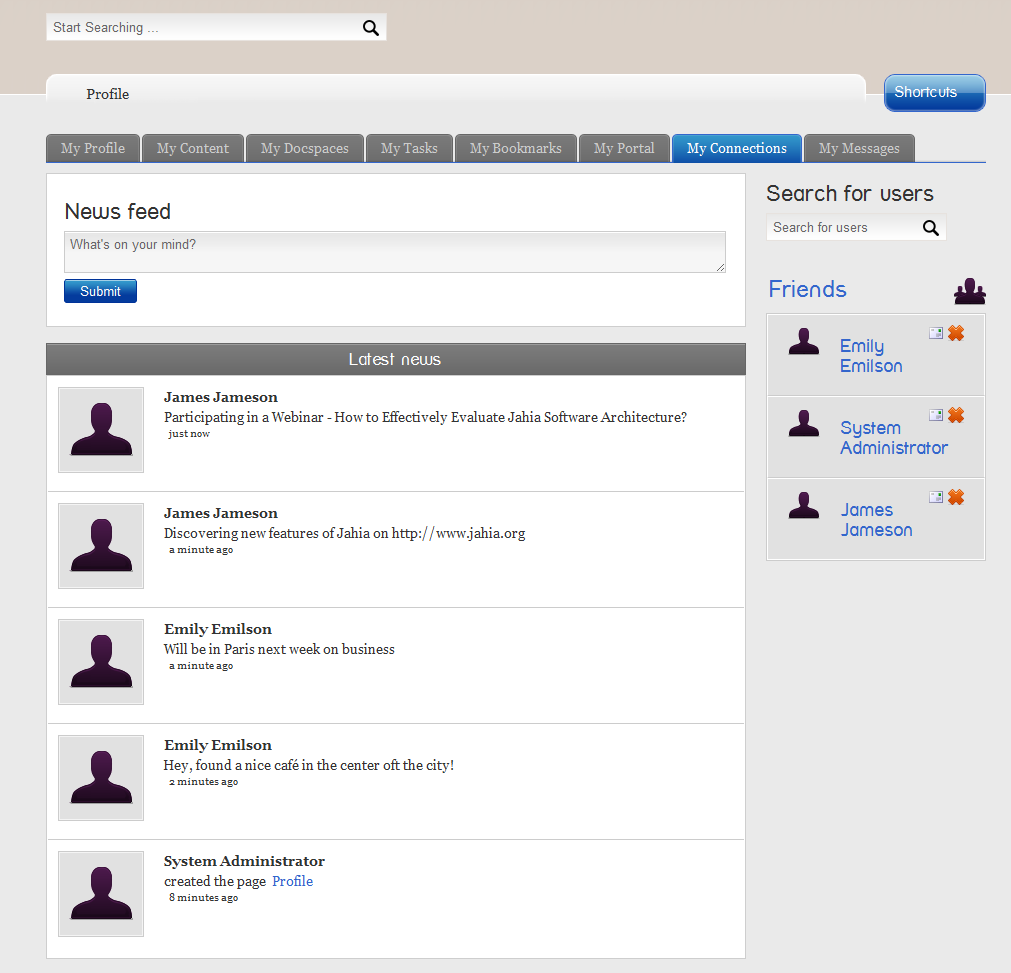 Start Searching ...
Profile
Shortcuts
My Profile My Content My Docspaces My Tasks My Bookmarks My Portal My Connections My Messages
News feed
What's on your mind?
Submit
Latest news
James Jameson
Participating in a Webinar - How to Effectively Evaluate Jahia Software Architecture?
just now
James Jameson
Discovering new features of Jahia on http://www.jahia.org
a minute ago
Emily Emilson
Will be in Paris next week on business
a minute ago
Emily Emilson
Hey, found a nice café in the center oft the city!
2 minutes ago
System Administrator
created the page Profile
8 minutes ago
Search for users
Search for users
Friends
Emily
Emilson
System
Administrator
James
Jameson